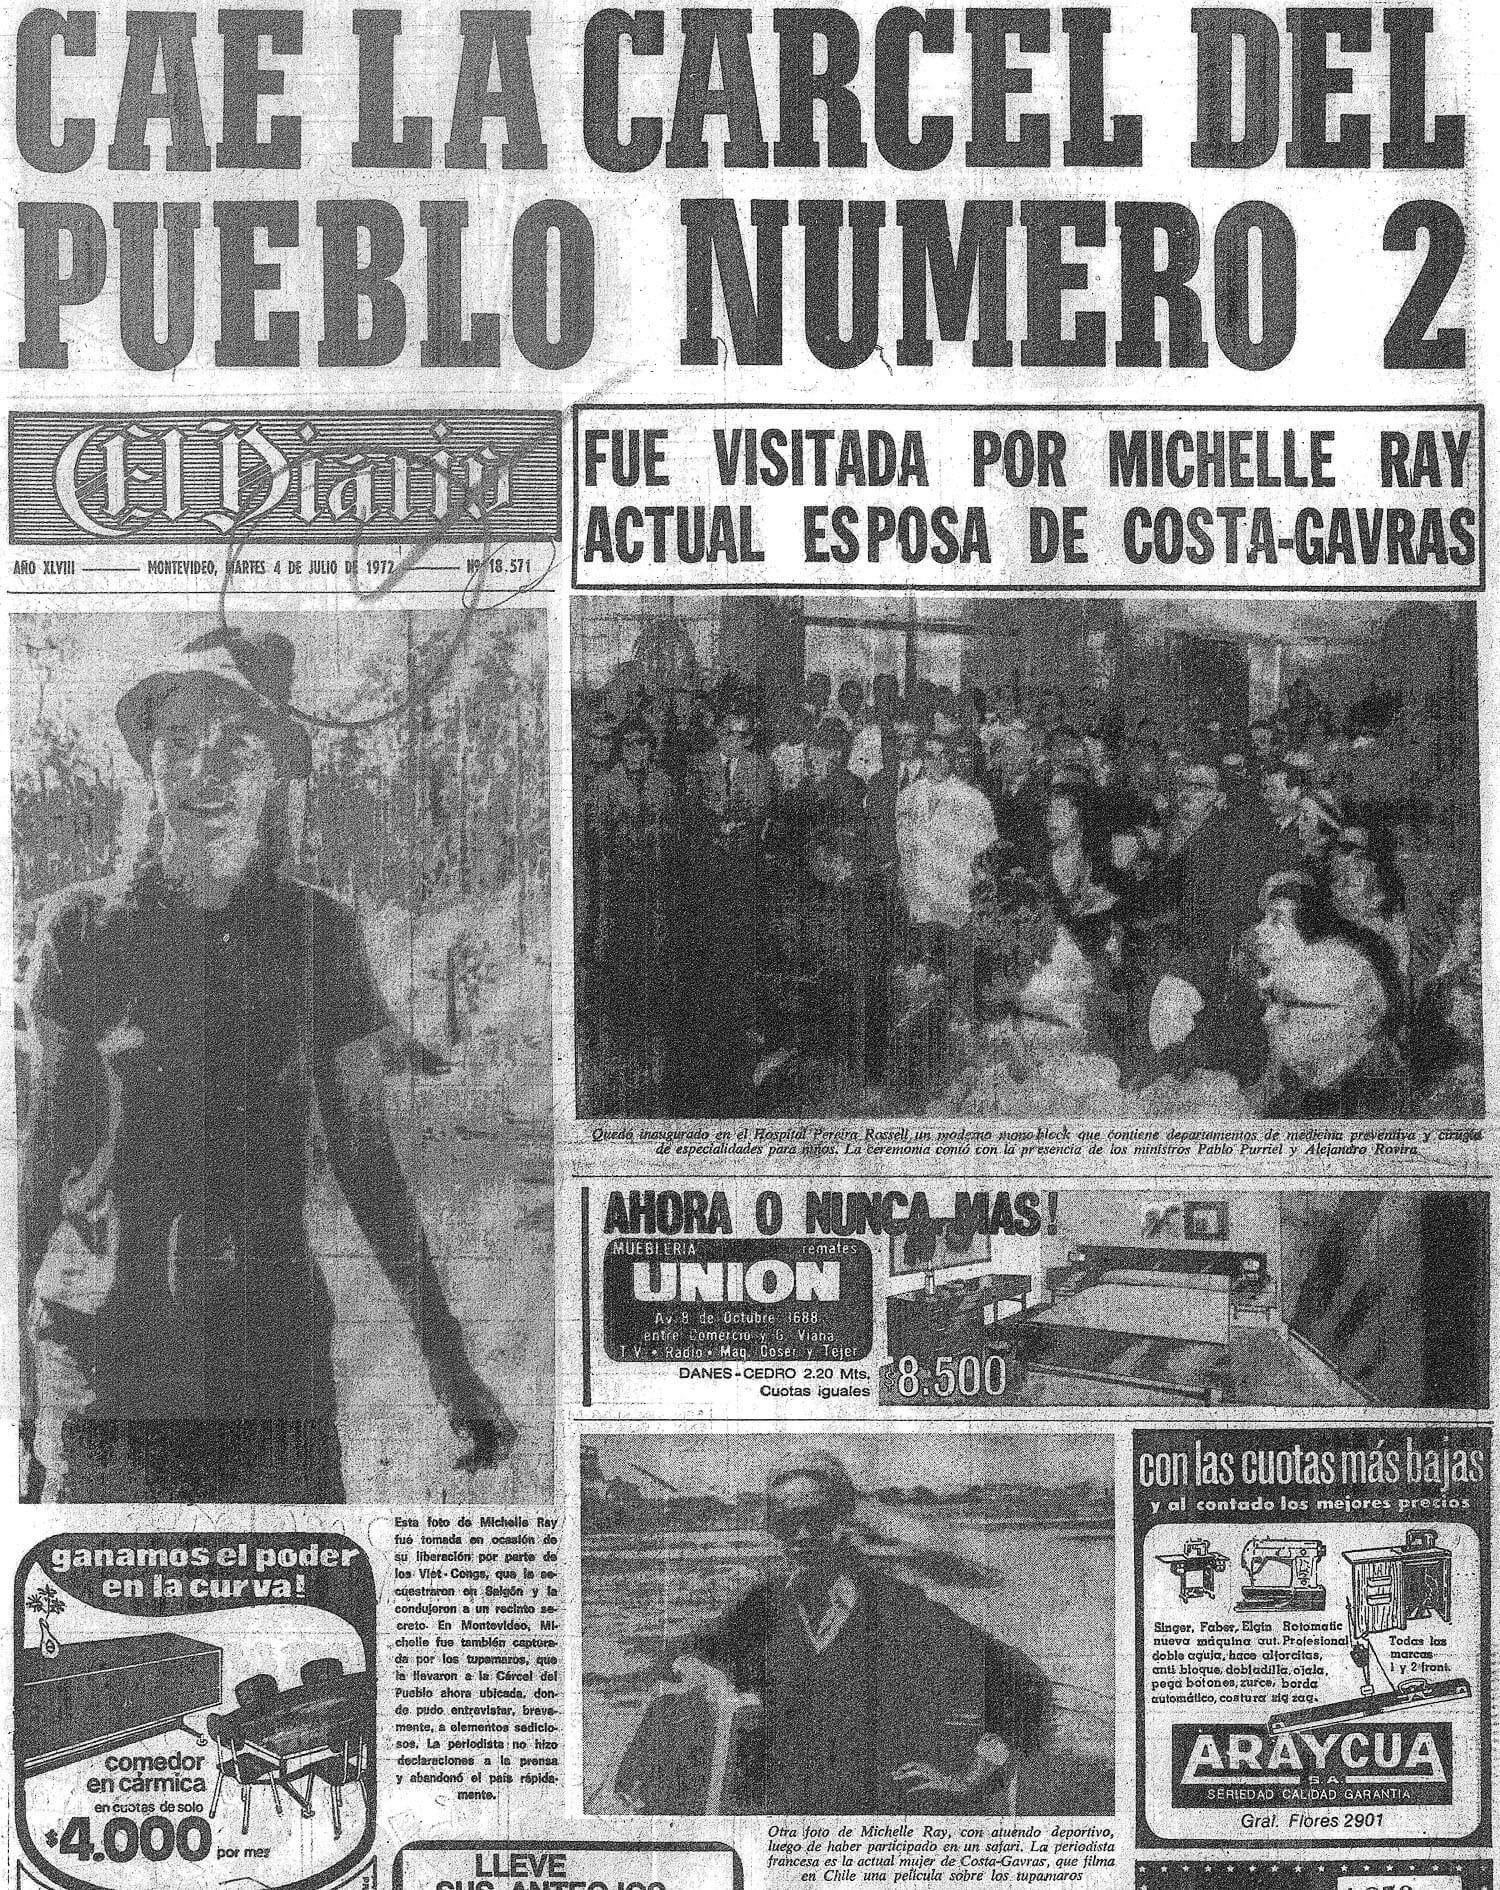 CAE LA CARCEL DEL
PUEBLO NUMERO 2
El Diario
AÑO XLVIII
MONTEVIDEO, MARTES 4 DE JULIO DE 1972
Nº 18.571
FUE VISITADA POR MICHELLE RAY
ACTUAL ESPOSA DE COSTA-GAVRAS
Quedó inaugurado en el Hospital Pereira Rossell un moderno monoblock que contiene departamentos de medicina preventiva y cirugía
de especialidades para niños. La ceremonia contó con la presencia de los ministros Pablo Purriel y Alejandro Rovira
AHORA O NUNCA MAS!
MUEBLERIA remates
UNION
Av. 8 de Octubre 3688
entre Comercio y G. Viana
T V • Radio • Maq. Coser y Tejer
DANES-CEDRO 2.20 Mts.
Cuotas iguales
$8.500
Esta foto de Michelle Ray
fué tomada en ocasión de
su liberación por parte de
los Viet-Congs, que la se-
cuestraron en Saigón y la
condujeron a un recinto se-
creto. En Montevideo, Mi-
chelle fue también captura-
da por los tupamaros, que
la llevaron a la Cárcel del
Pueblo ahora ubicada, don-
de pudo entrevistar, breve-
mente, a elementos sedicio-
sos. La periodista no hizo
declaraciones a la prensa
y abandonó el país rápida-
mente.
ganamos el poder
en la curva!
comedor
en cármica
en cuotas de solo
$4.000 por mes
LLEVE
SUS ANTEOJOS
Otra foto de Michelle Ray, con atuendo deportivo,
luego de haber participado en un safari. La periodista
francesa es la actual mujer de Costa-Gavras, que filma
en Chile una película sobre los tupamaros
con las cuotas más bajas
y al contado los mejores precios
Singer, Faber, Elgin Rotomatic
nueva máquina aut. Profesional
doble aguja, hace alforcitas,
anti bloque, dobladilla, ojala,
pega botones, zurce, borda
automático, costura zig zag.
Todas las
marcas
1 y 2 front.
ARAYCUA
S.A.
SERIEDAD CALIDAD GARANTIA
Gral. Flores 2901